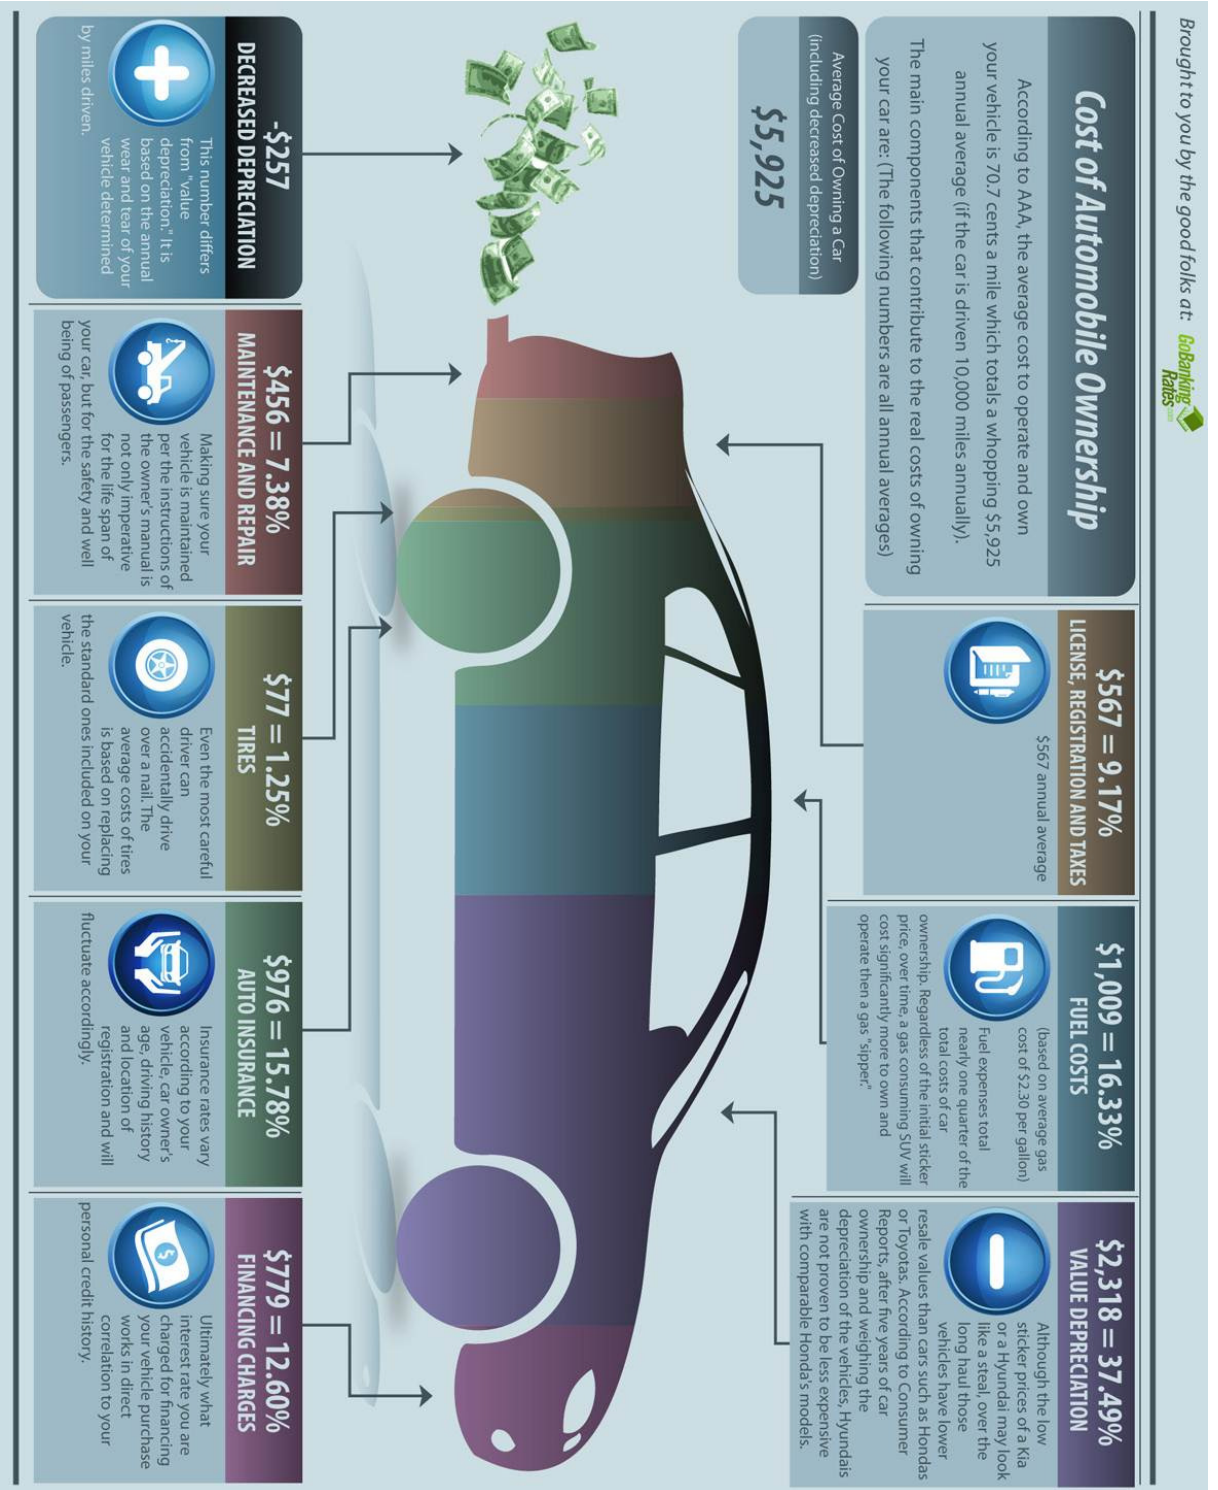 Brought to you by the good folks at: GoBanking
Rates.com
Cost of Automobile Ownership
According to AAA, the average cost to operate and own
your vehicle is 70.7 cents a mile which totals a whopping $5,925
annual average (if the car is driven 10,000 miles annually).
The main components that contribute to the real costs of owning
your car are: (The following numbers are all annual averages)
$567 = 9.17%
LICENSE, REGISTRATION AND TAXES
$567 annual average
$1,009 = 16.33%
FUEL COSTS
(based on average gas
cost of $2.30 per gallon)
Fuel expenses total
nearly one quarter of the
total costs of car
ownership. Regardless of the initial sticker
price, over time, a gas consuming SUV will
cost significantly more to own and
operate then a gas "sipper."
$2,318 = 37.49%
VALUE DEPRECIATION
Although the low
sticker prices of a Kia
or a Hyundai may look
like a steal, over the
long haul those
vehicles have lower
resale values than cars such as Hondas
or Toyotas. According to Consumer
Reports, after five years of car
ownership and weighing the
depreciation of the vehicles, Hyundais
are not proven to be less expensive
with comparable Honda's models.
Average Cost of Owning a Car
(including decreased depreciation)
$5,925
-$257
DECREASED DEPRECIATION
This number differs
from "value
depreciation." It is
based on the annual
wear and tear of your
vehicle determined
by miles driven.
$456 = 7.38%
MAINTENANCE AND REPAIR
Making sure your
vehicle is maintained
per the instructions of
the owner's manual is
not only imperative
for the life span of
your car, but for the safety and well
being of passengers.
$77 = 1.25%
TIRES
Even the most careful
driver can
accidentally drive
over a nail. The
average costs of tires
is based on replacing
the standard ones included on your
vehicle.
$976 = 15.78%
AUTO INSURANCE
Insurance rates vary
according to your
vehicle, car owner's
age, driving history
and location of
registration and will
fluctuate accordingly.
$779 = 12.60%
FINANCING CHARGES
Ultimately what
interest rate you are
charged for financing
your vehicle purchase
works in direct
correlation to your
personal credit history.